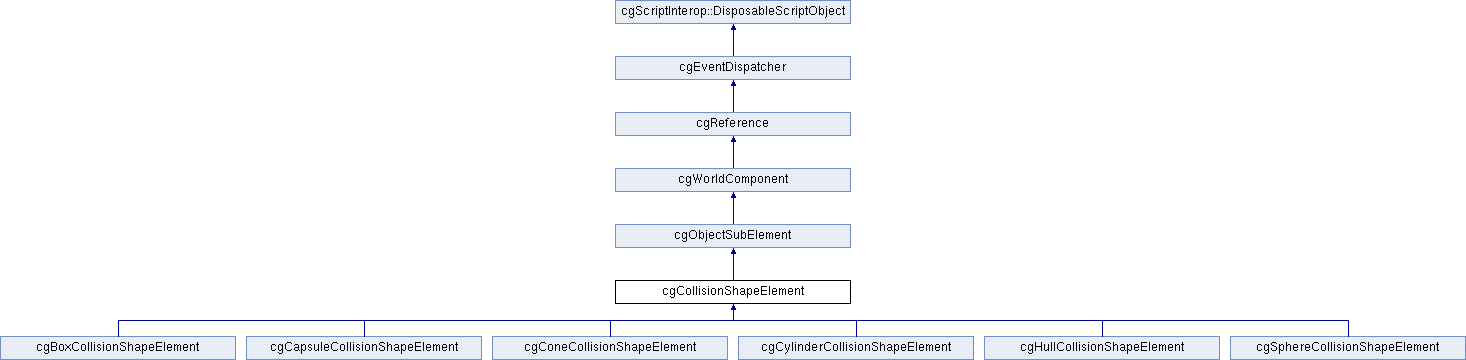 cgScriptInterop::DisposableScriptObject
cgEventDispatcher
cgReference
cgWorldComponent
cgObjectSubElement
cgCollisionShapeElement
cgBoxCollisionShapeElement
cgCapsuleCollisionShapeElement
cgConeCollisionShapeElement
cgCylinderCollisionShapeElement
cgHullCollisionShapeElement
cgSphereCollisionShapeElement